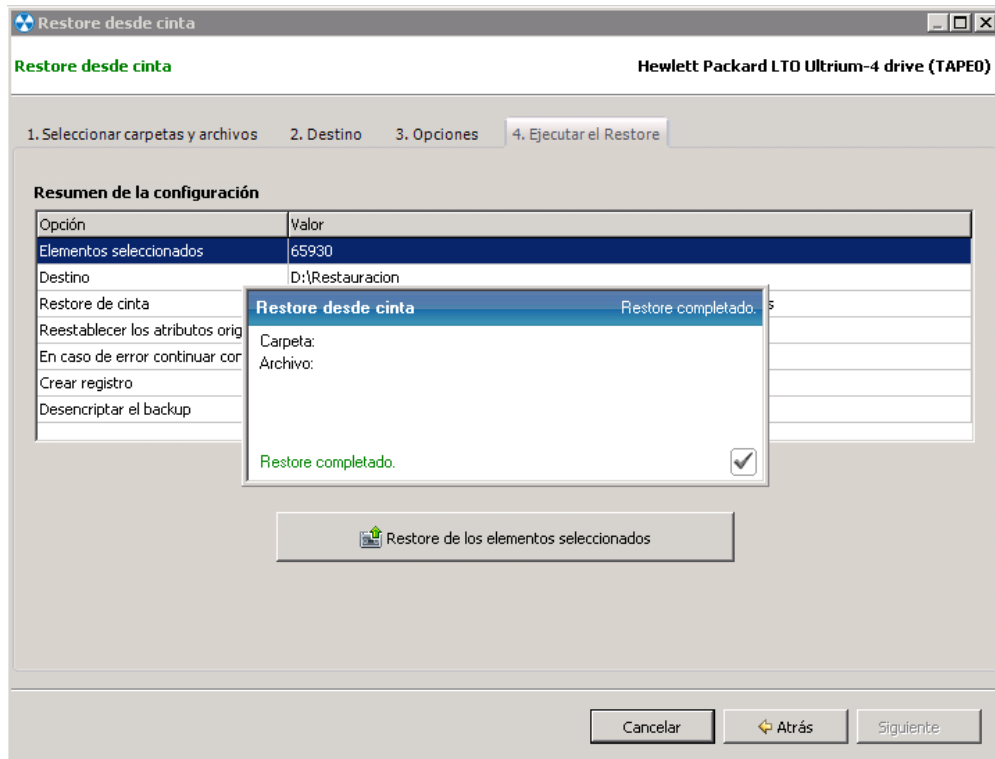 Restore desde cinta
Restore desde cinta Hewlett Packard LTO Ultrium-4 drive (TAPE0)
1. Seleccionar carpetas y archivos 2. Destino 3. Opciones 4. Ejecutar el Restore
Resumen de la configuración
Opción Valor
Elementos seleccionados 65930
Destino D:\Restauracion
Restore de cinta
Reestablecer los atributos orig
En caso de error continuar con
Crear registro
Desencriptar el backup
Restore desde cinta Restore completado.
Carpeta:
Archivo:
Restore completado.
Restore de los elementos seleccionados
Cancelar Atrás Siguiente